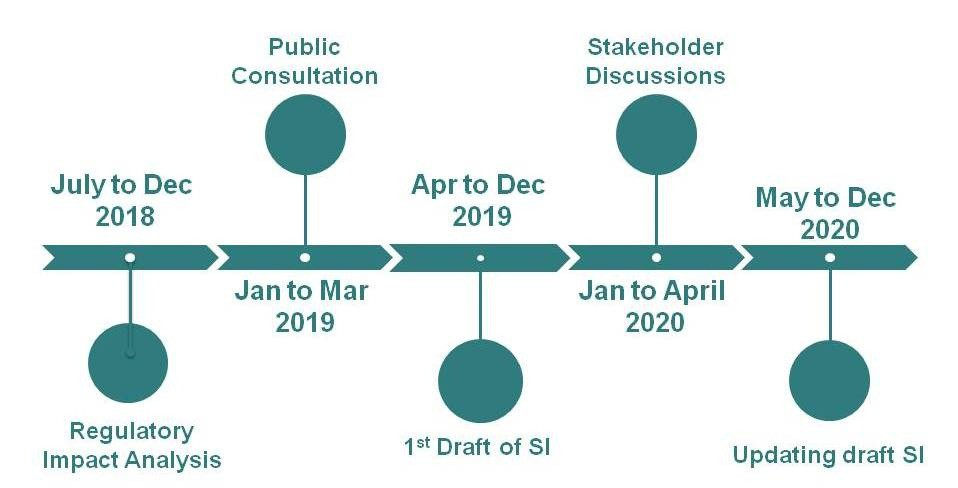 Public
Consultation
Stakeholder
Discussions
July to Dec
2018
Apr to Dec
2019
May to Dec
2020
Jan to Mar
2019
Jan to April
2020
Regulatory
Impact Analysis
1st Draft of SI
Updating draft SI